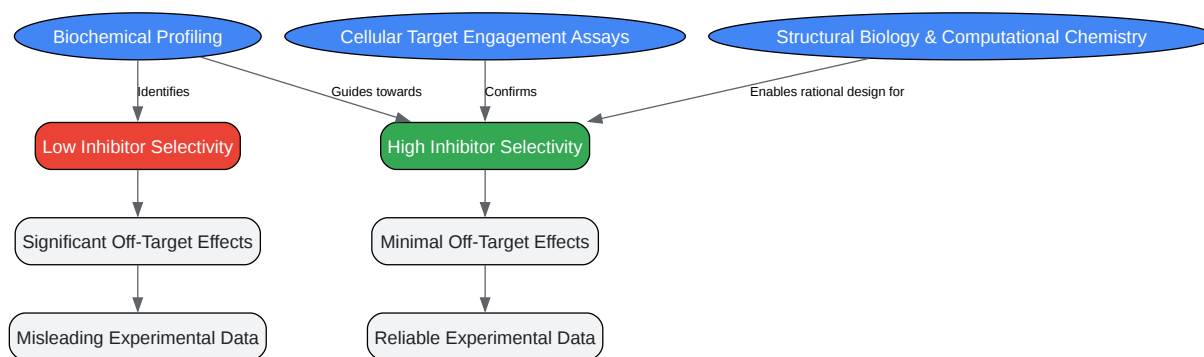 Biochemical Profiling
Cellular Target Engagement Assays
Structural Biology & Computational Chemistry
Identifies
Guides towards
Confirms
Enables rational design for
Low Inhibitor Selectivity
High Inhibitor Selectivity
Significant Off-Target Effects
Minimal Off-Target Effects
Misleading Experimental Data
Reliable Experimental Data